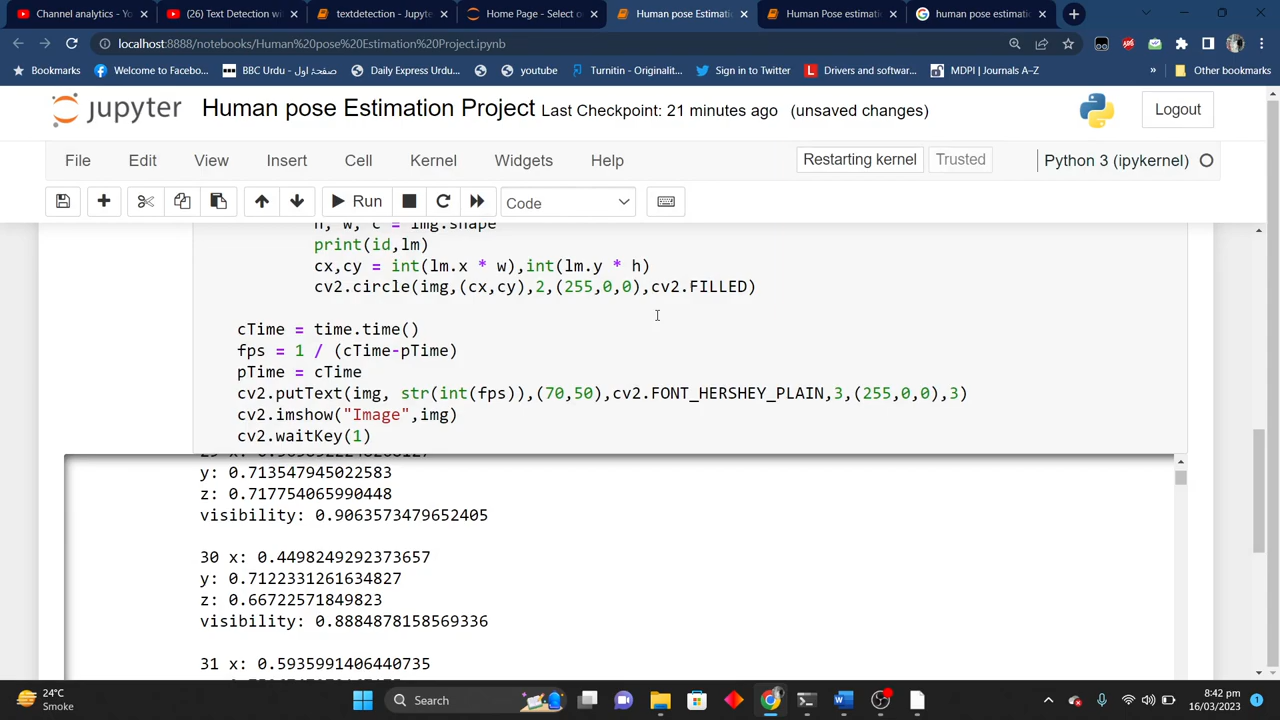 Channel analytics - Yo
(26) Text Detection wit
textdetection - Jupyte
Home Page - Select o
Human pose Estimati
Human Pose estimati
human pose estimatio
localhost:8888/notebooks/Human%20pose%20Estimation%20Project.ipynb
Bookmarks
Welcome to Facebo...
BBC Urdu - صفحۂ اول
Daily Express Urdu...
youtube
Turnitin - Originalit...
Sign in to Twitter
Drivers and softwar...
MDPI | Journals A–Z
»
Other bookmarks
jupyter
Human pose Estimation Project Last Checkpoint: 21 minutes ago (unsaved changes)
Logout
File Edit View Insert Cell Kernel Widgets Help
Restarting kernel
Trusted
Python 3 (ipykernel)
Run
Code
h, w, c = img.shape
print(id,lm)
cx,cy = int(lm.x * w),int(lm.y * h)
cv2.circle(img,(cx,cy),2,(255,0,0),cv2.FILLED)
cTime = time.time()
fps = 1 / (cTime-pTime)
pTime = cTime
cv2.putText(img, str(int(fps)),(70,50),cv2.FONT_HERSHEY_PLAIN,3,(255,0,0),3)
cv2.imshow("Image",img)
cv2.waitKey(1)
y: 0.713547945022583
z: 0.717754065990448
visibility: 0.9063573479652405
30 x: 0.4498249292373657
y: 0.7122331261634827
z: 0.66722571849823
visibility: 0.8884878158569336
31 x: 0.5935991406440735
24°C
Smoke
Search
8:42 pm
16/03/2023
1